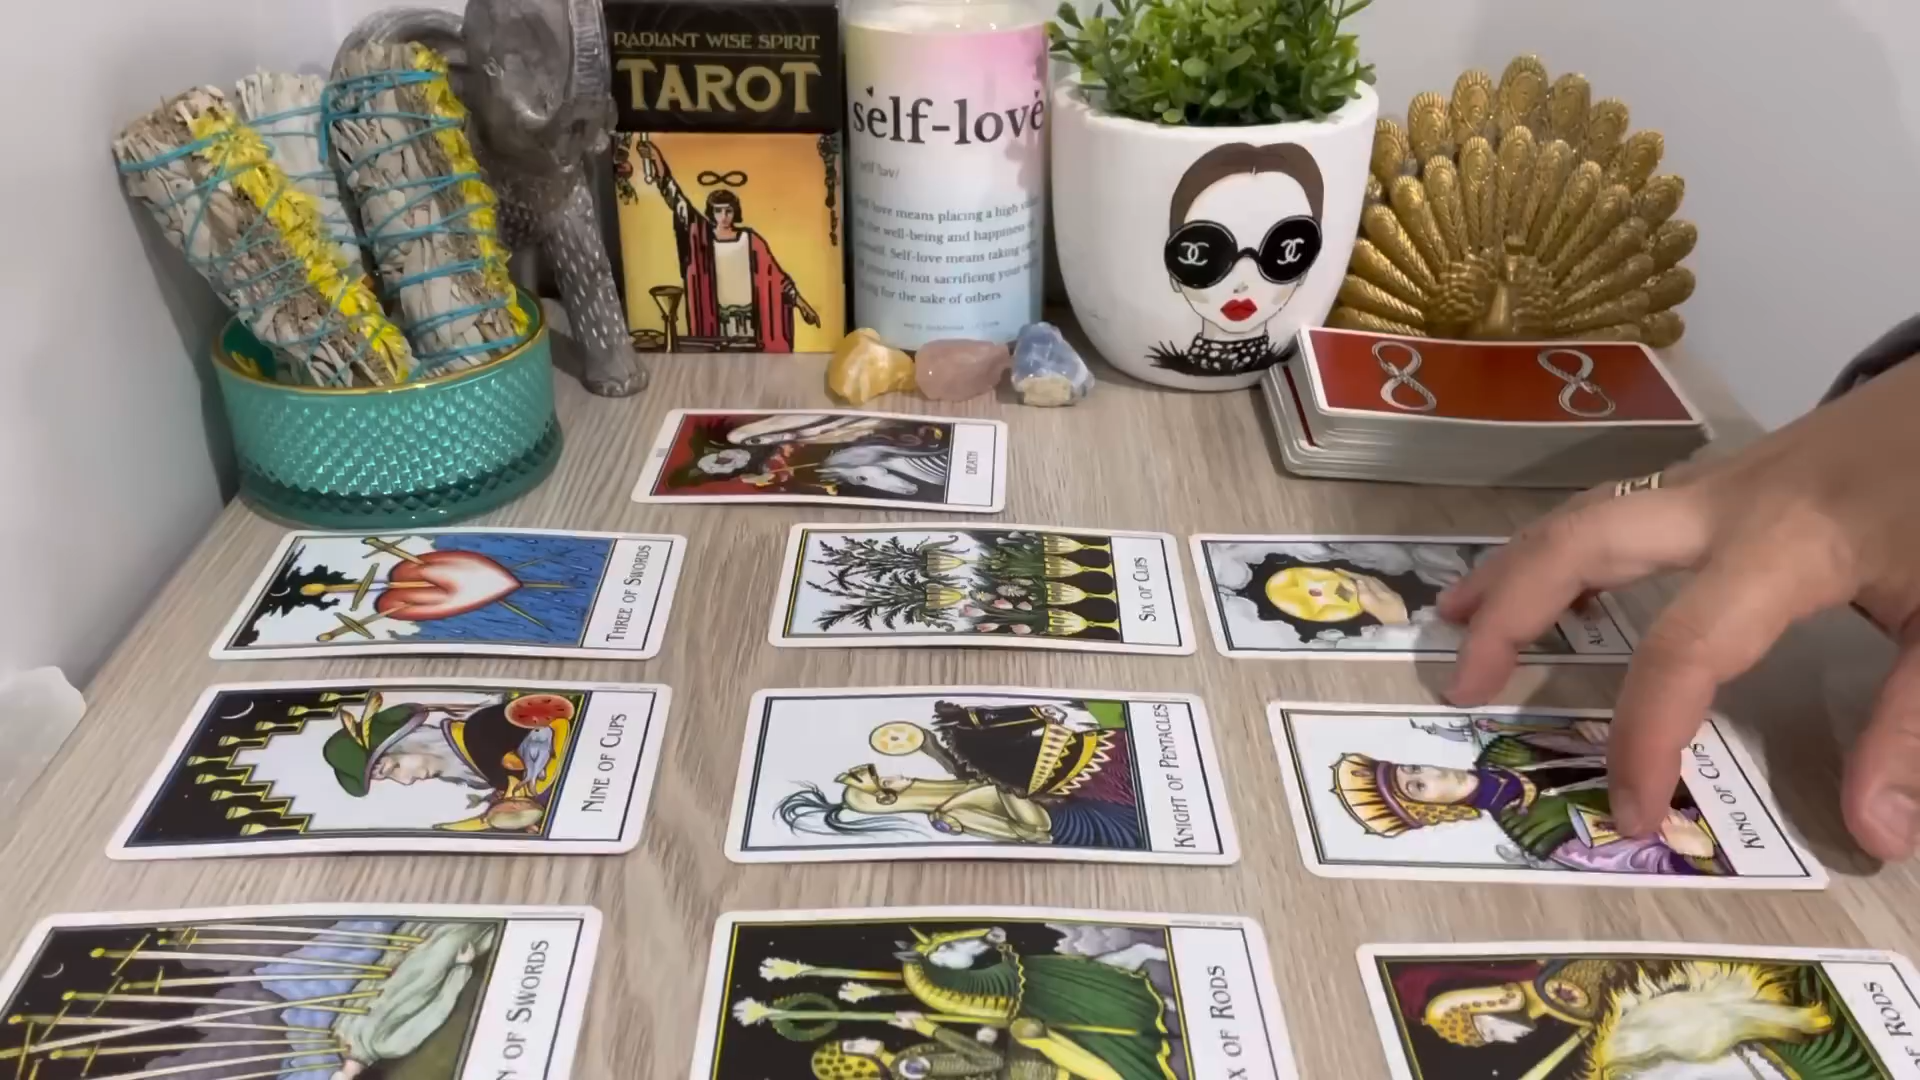 RADIANT WISE SPIRIT
TAROT
self-love
love means placing a high
the well-being and happiness
Self-love means taking
yourself, not sacrificing your
for the sake of others
DEATH
THREE OF SWORDS
SIX OF CUPS
NINE OF CUPS
KNIGHT OF PENTACLES
KING OF CUPS
N OF SWORDS
X OF RODS
OF RODS